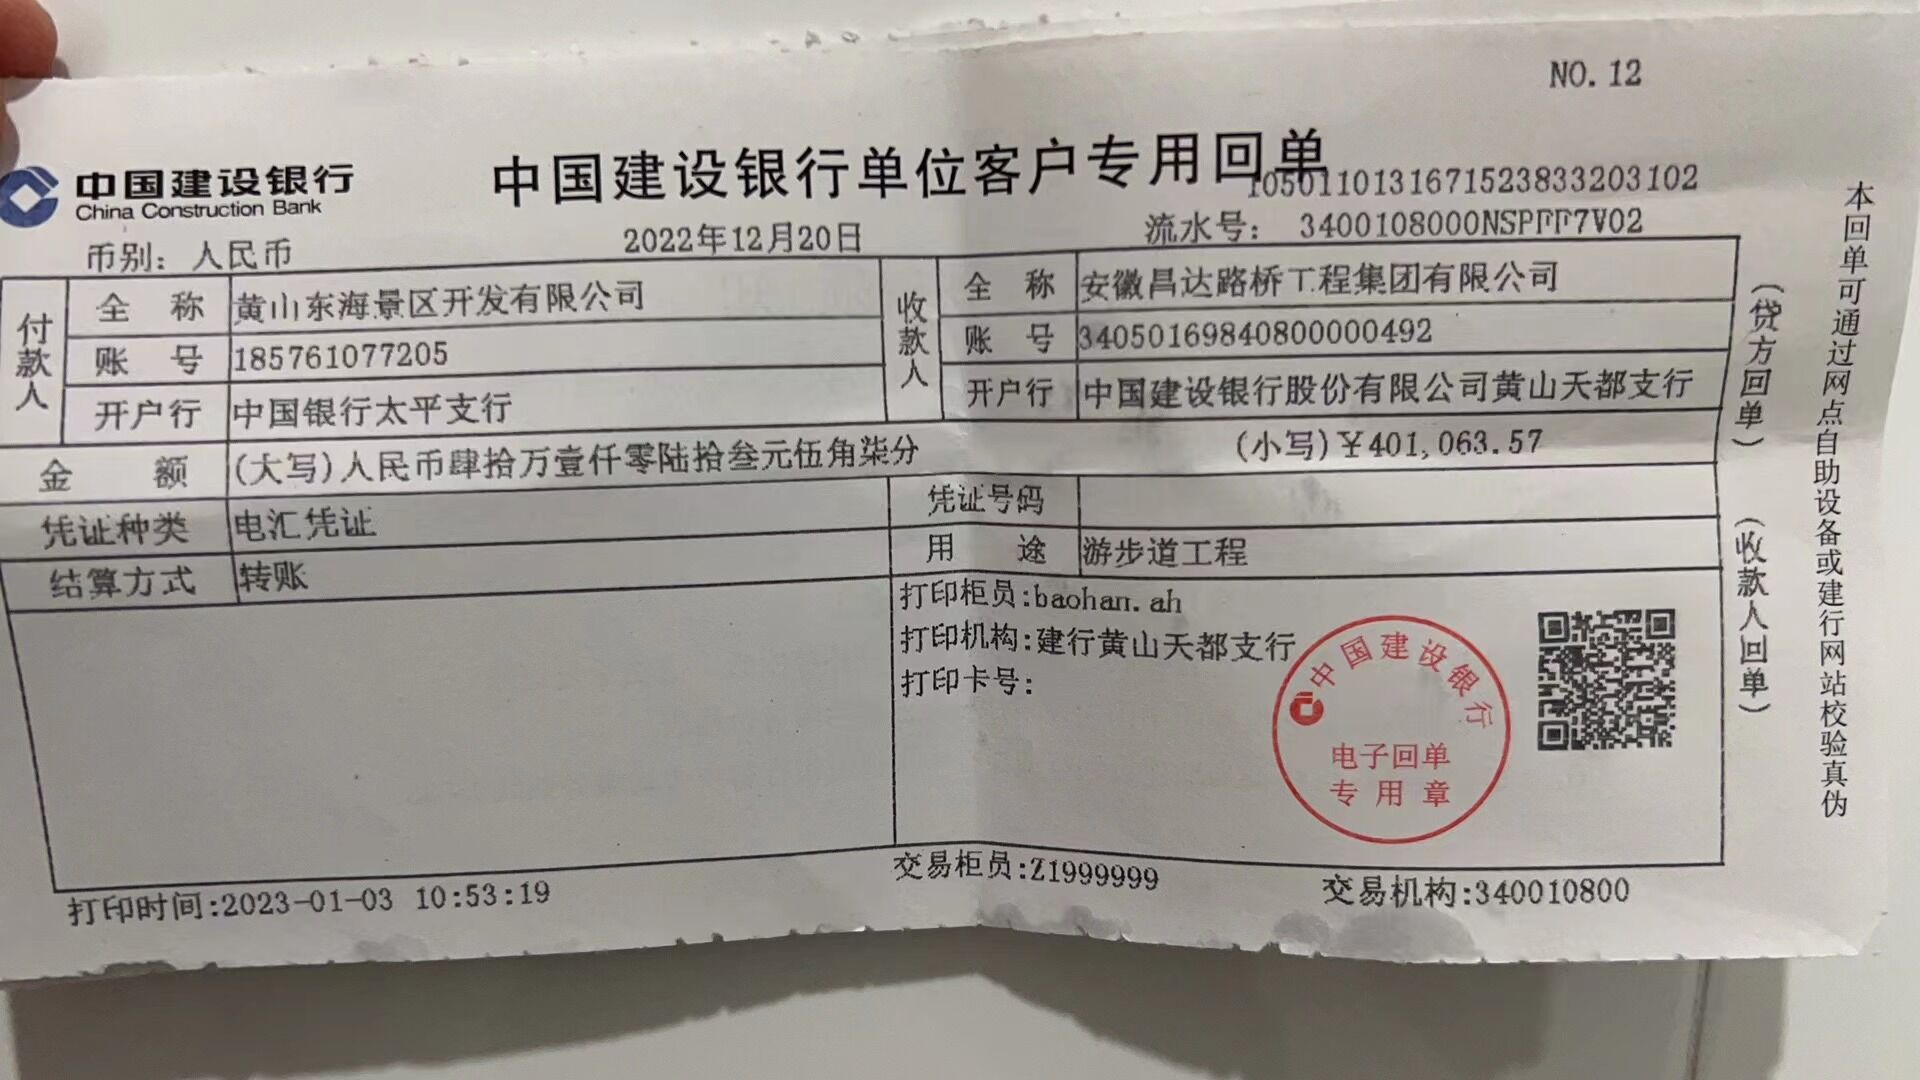 NO. 12
中国建设银行
China Construction Bank
中国建设银行单位客户专用回单
1050110131671523833203102
币别： 人民币
2022年12月20日
流水号： 3400108000NSPFF7V02
付款人
全 称 黄山东海景区开发有限公司
账 号 185761077205
开户行 中国银行太平支行
收款人
全 称 安徽昌达路桥工程集团有限公司
账 号 34050169840800000492
开户行 中国建设银行股份有限公司黄山天都支行
金 额 (大写)人民币肆拾万壹仟零陆拾叁元伍角柒分 (小写)￥401,063.57
凭证种类 电汇凭证 凭证号码
结算方式 转账 用 途 游步道工程
打印柜员:baohan.ah
打印机构:建行黄山天都支行
打印卡号:
中国建设银行
电子回单
专用章
打印时间:2023-01-03 10:53:19 交易柜员:Z1999999 交易机构:340010800
（贷方回单）
（收款人回单）
本回单可通过网点自助设备或建行网站校验真伪